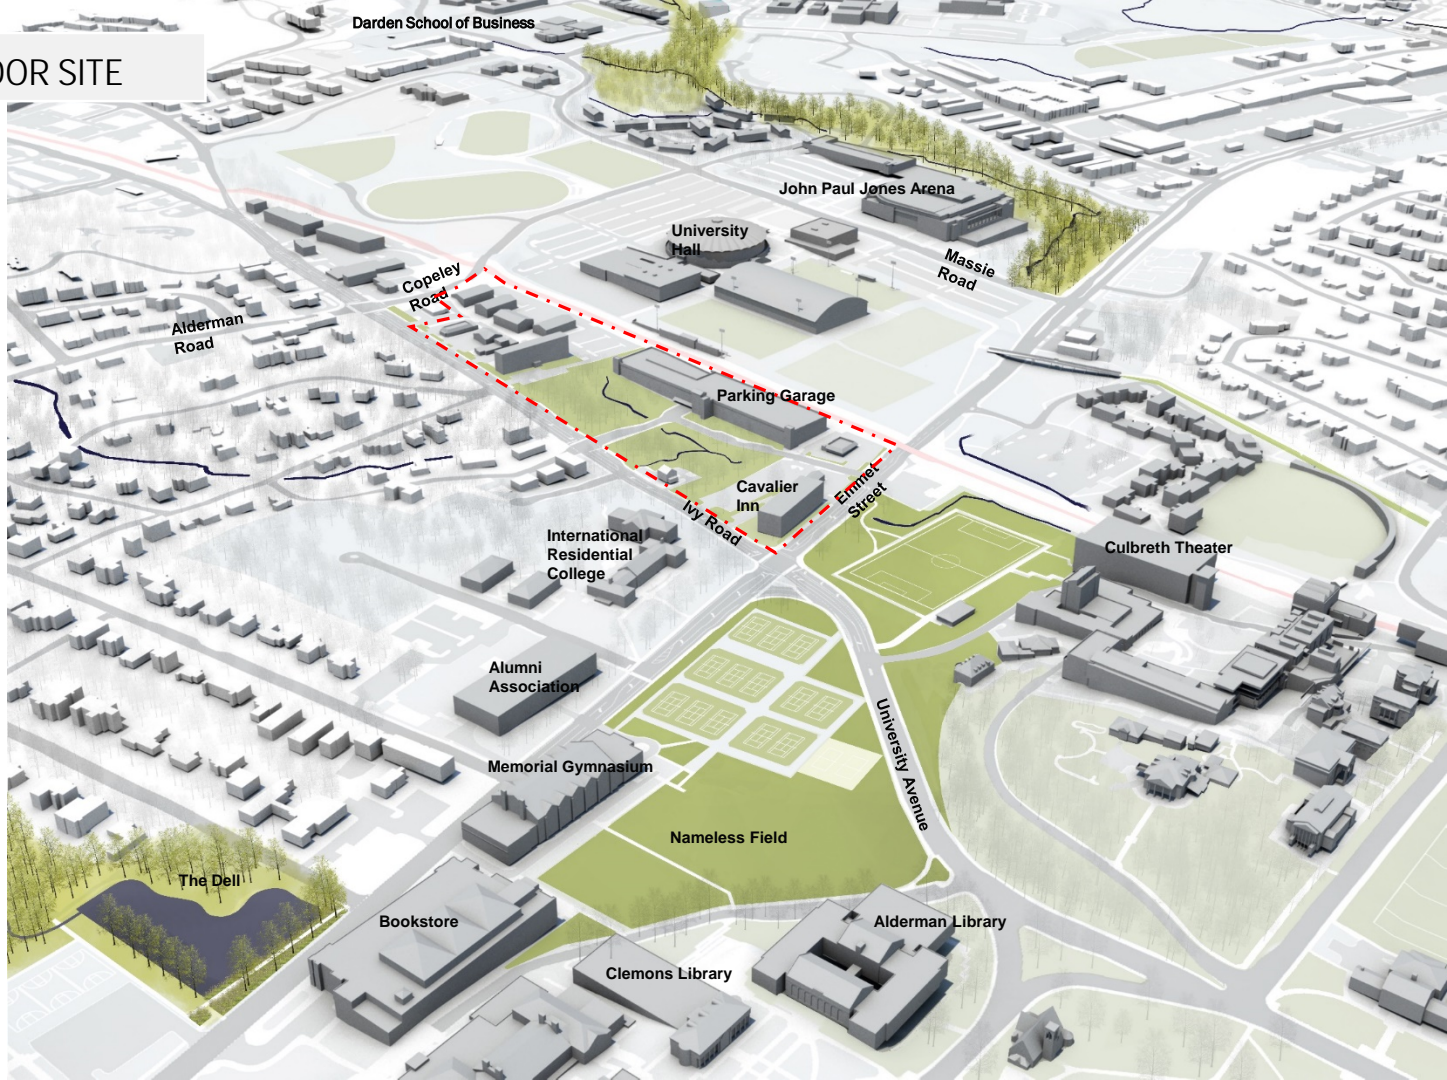 Darden School of Business
OOR SITE
John Paul Jones Arena
University
Hall
Massie
Road
Copeley
Road
Alderman
Road
Parking Garage
Cavalier
Inn
Emmet
Street
Ivy Road
International
Residential
College
Culbreth Theater
Alumni
Association
University Avenue
Memorial Gymnasium
Nameless Field
The Dell
Bookstore
Alderman Library
Clemons Library